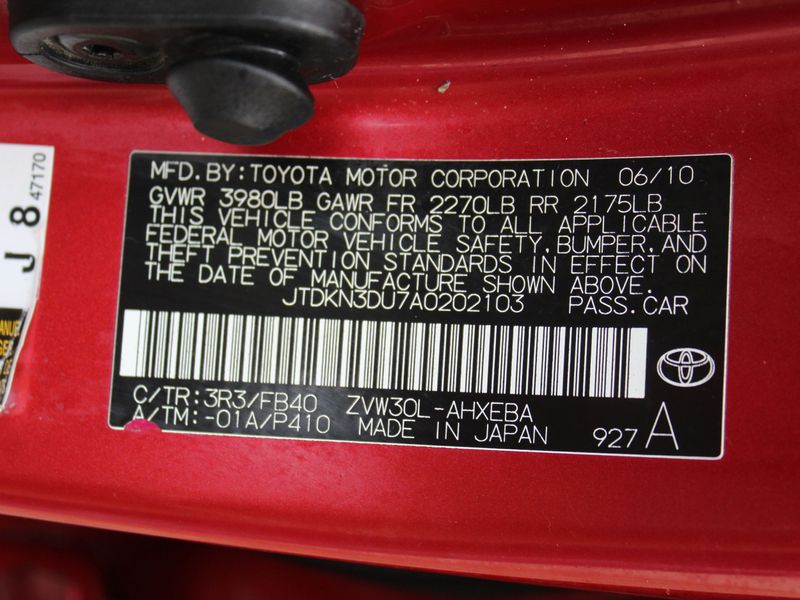 MFD.BY:TOYOTA MOTOR CORPORATION 06/10
GVWR 3980LB GAWR FR 2270LB RR 2175LB
THIS VEHICLE CONFORMS TO ALL APPLICABLE
FEDERAL MOTOR VEHICLE SAFETY,BUMPER,AND
THEFT PREVENTION STANDARDS IN EFFECT ON
THE DATE OF MANUFACTURE SHOWN ABOVE.
JTDKN3DU7A0202103 PASS.CAR
C/TR:3R3/FB40 ZVW30L-AHXEBA
A/TM:-01A/P410 MADE IN JAPAN 927 A
J 8
47170